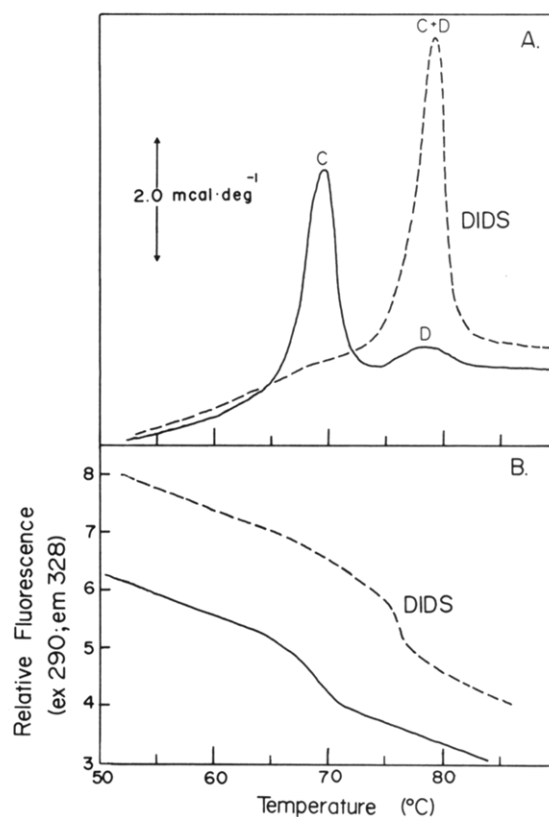 A.
C+D
C
2.0 mcal·deg⁻¹
DIDS
D
B.
8
7
6
5
4
3
Relative Fluorescence
(ex 290; em 328)
DIDS
50 60 70 80
Temperature (°C)